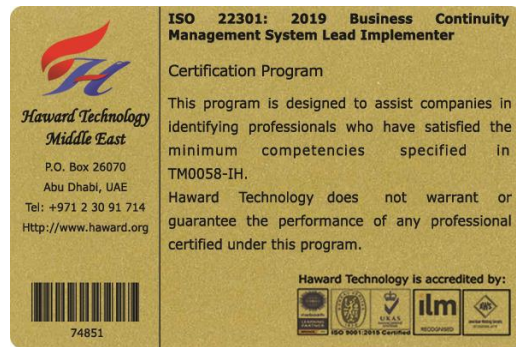 Haward Technology
Middle East
P.O. Box 26070
Abu Dhabi, UAE
Tel: +971 2 30 91 714
Http://www.haward.org
74851
ISO 22301: 2019 Business Continuity
Management System Lead Implementer
Certification Program
This program is designed to assist companies in
identifying professionals who have satisfied the
minimum competencies specified in
TM0058-IH.
Haward Technology does not warrant or
guarantee the performance of any professional
certified under this program.
Haward Technology is accredited by:
UKAS
ilm
RECOGNISED
AWS
ISO 9001:2015 Certified